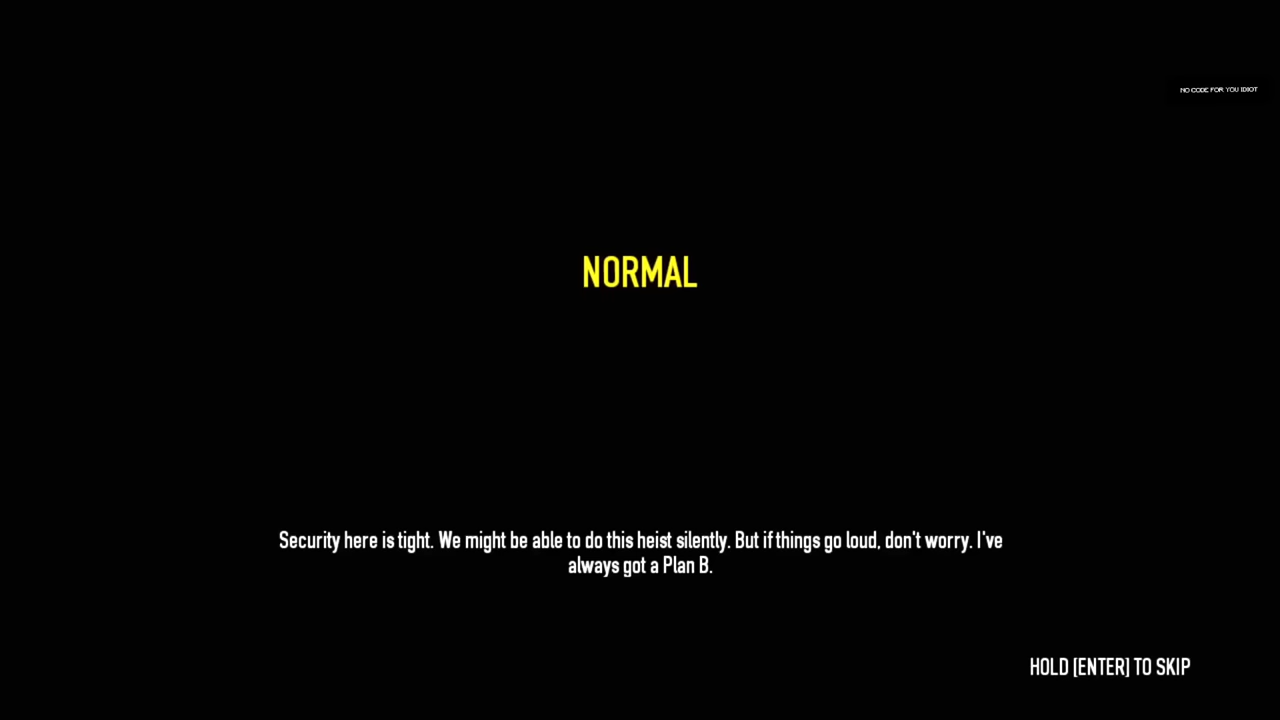 NO CODE FOR YOU IDIOT
NORMAL
Security here is tight. We might be able to do this heist silently. But if things go loud, don't worry. I've
always got a Plan B.
HOLD [ENTER] TO SKIP